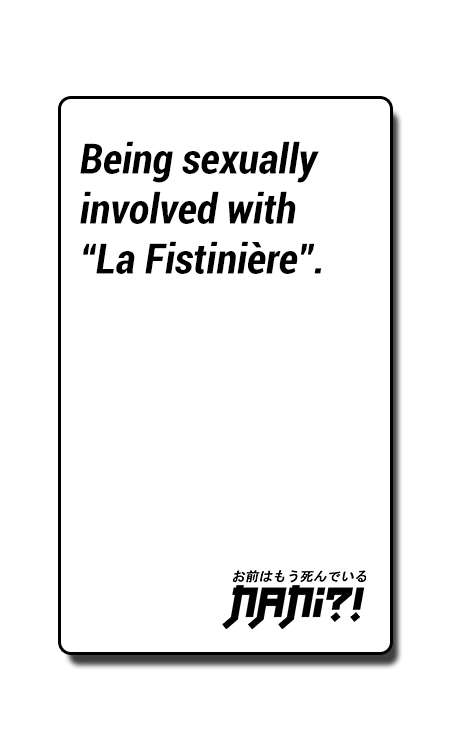 Being sexually
involved with
“La Fistinière”.
お前はもう死んでいる
NANi?!